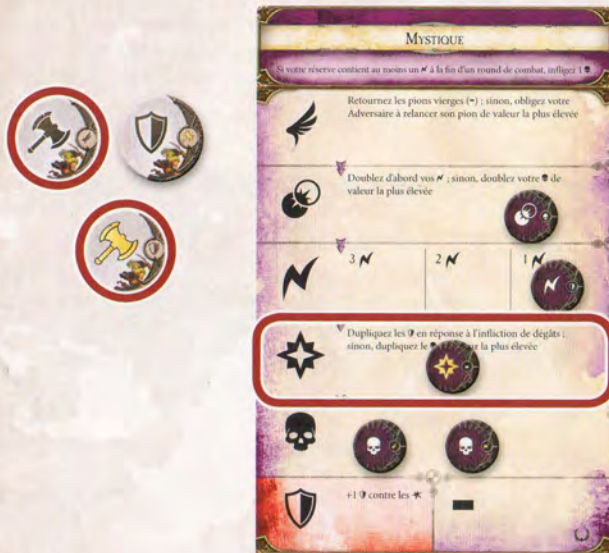 MYSTIQUE
Si votre réserve contient au moins un à la fin d'un round de combat, infligez 1
Retournez les pions vierges (-) ; sinon, obligez votre
Adversaire à relancer son pion de valeur la plus élevée
Doublez d'abord vos ; sinon, doublez votre de
valeur la plus élevée
3
2
1
Dupliquez les en réponse à l'infliction de dégâts ;
sinon, dupliquez le la plus élevée
+1 contre les